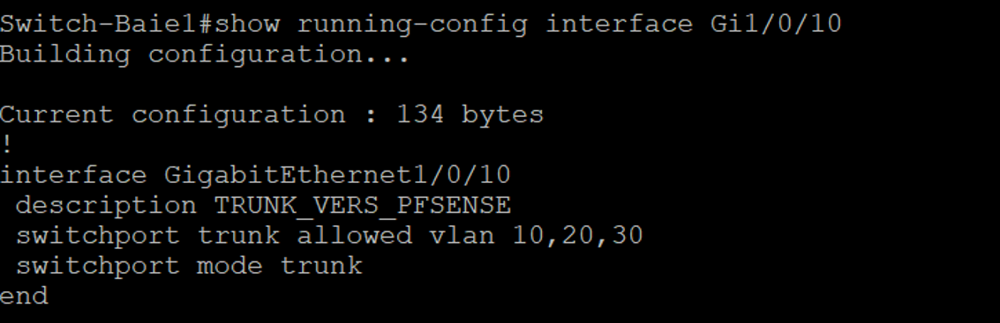 Switch-Baie1#show running-config interface Gi1/0/10
Building configuration...
Current configuration : 134 bytes
!
interface GigabitEthernet1/0/10
description TRUNK_VERS_PFSENSE
switchport trunk allowed vlan 10,20,30
switchport mode trunk
end